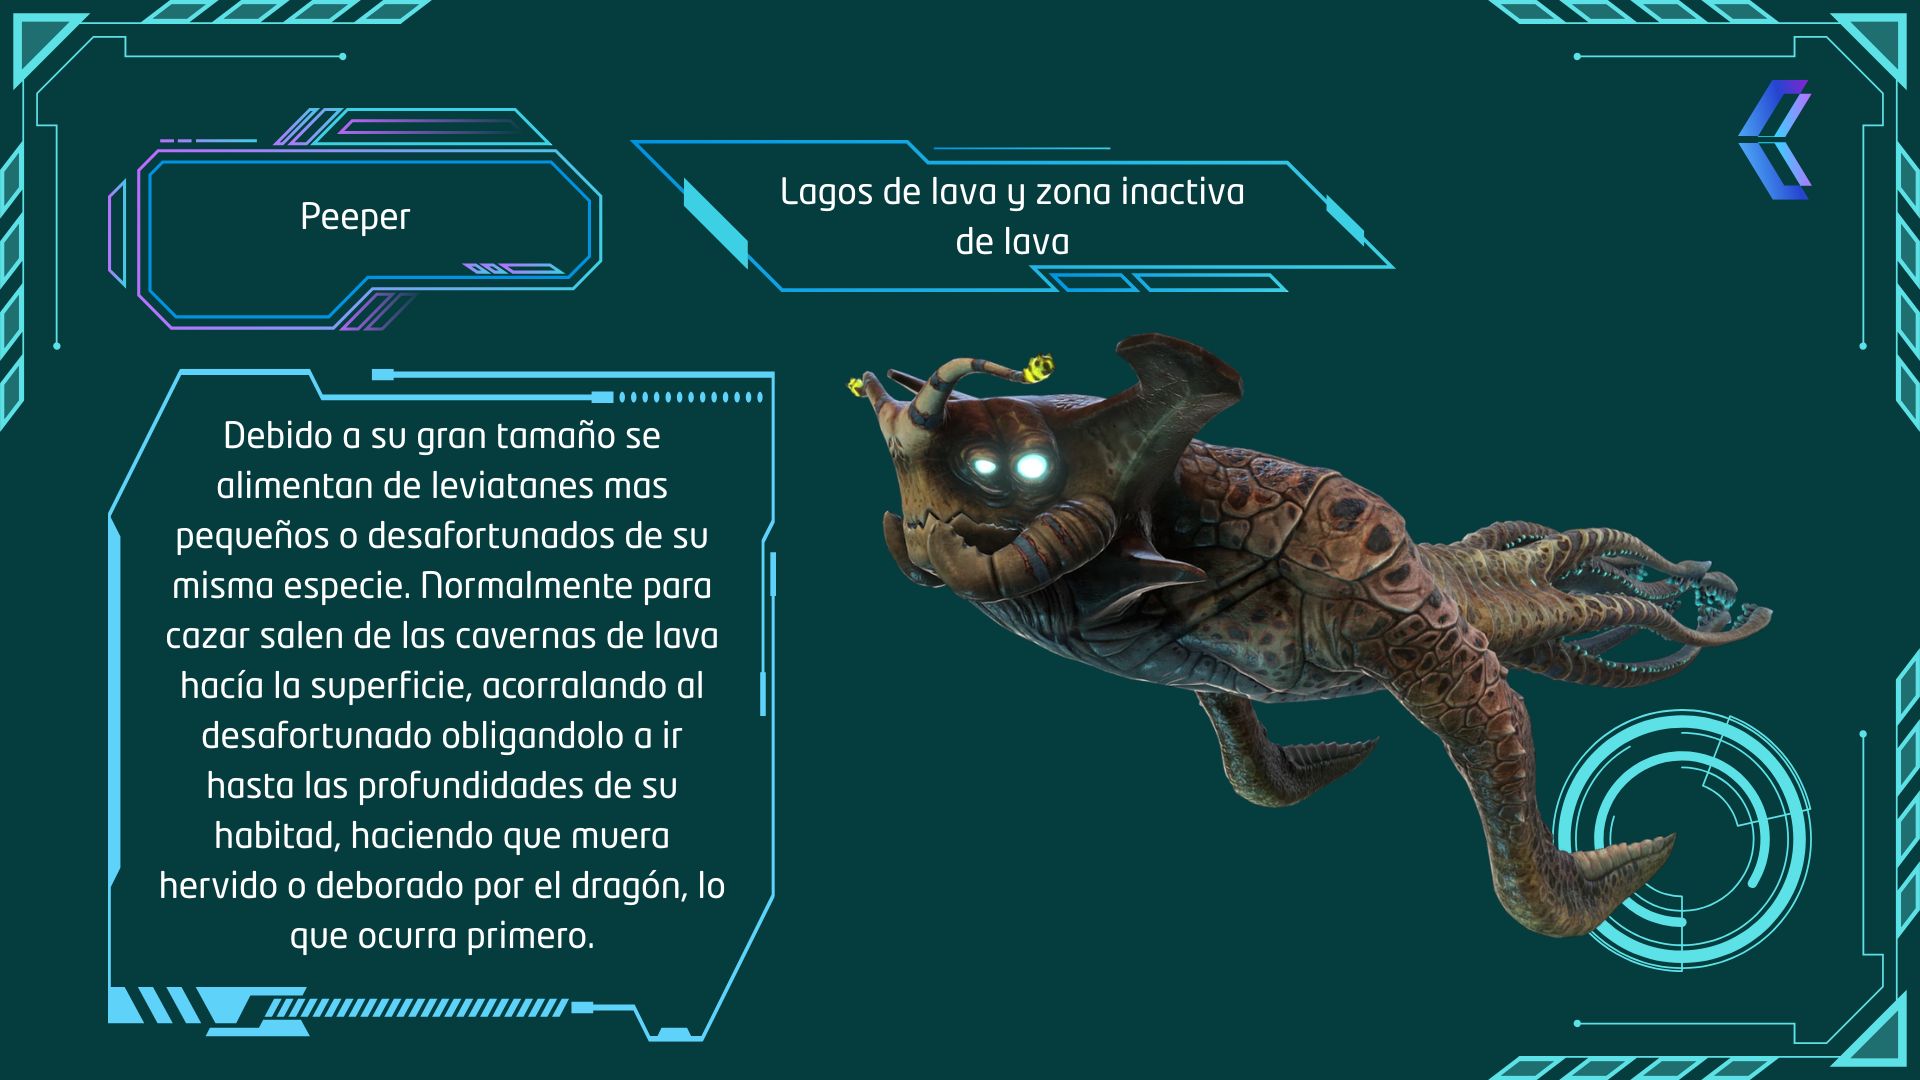 Peeper
Lagos de lava y zona inactiva
de lava
Debido a su gran tamaño se
alimentan de leviatanes mas
pequeños o desafortunados de su
misma especie. Normalmente para
cazar salen de las cavernas de lava
hacía la superficie, acorralando al
desafortunado obligandolo a ir
hasta las profundidades de su
habitad, haciendo que muera
hervido o deborado por el dragón, lo
que ocurra primero.